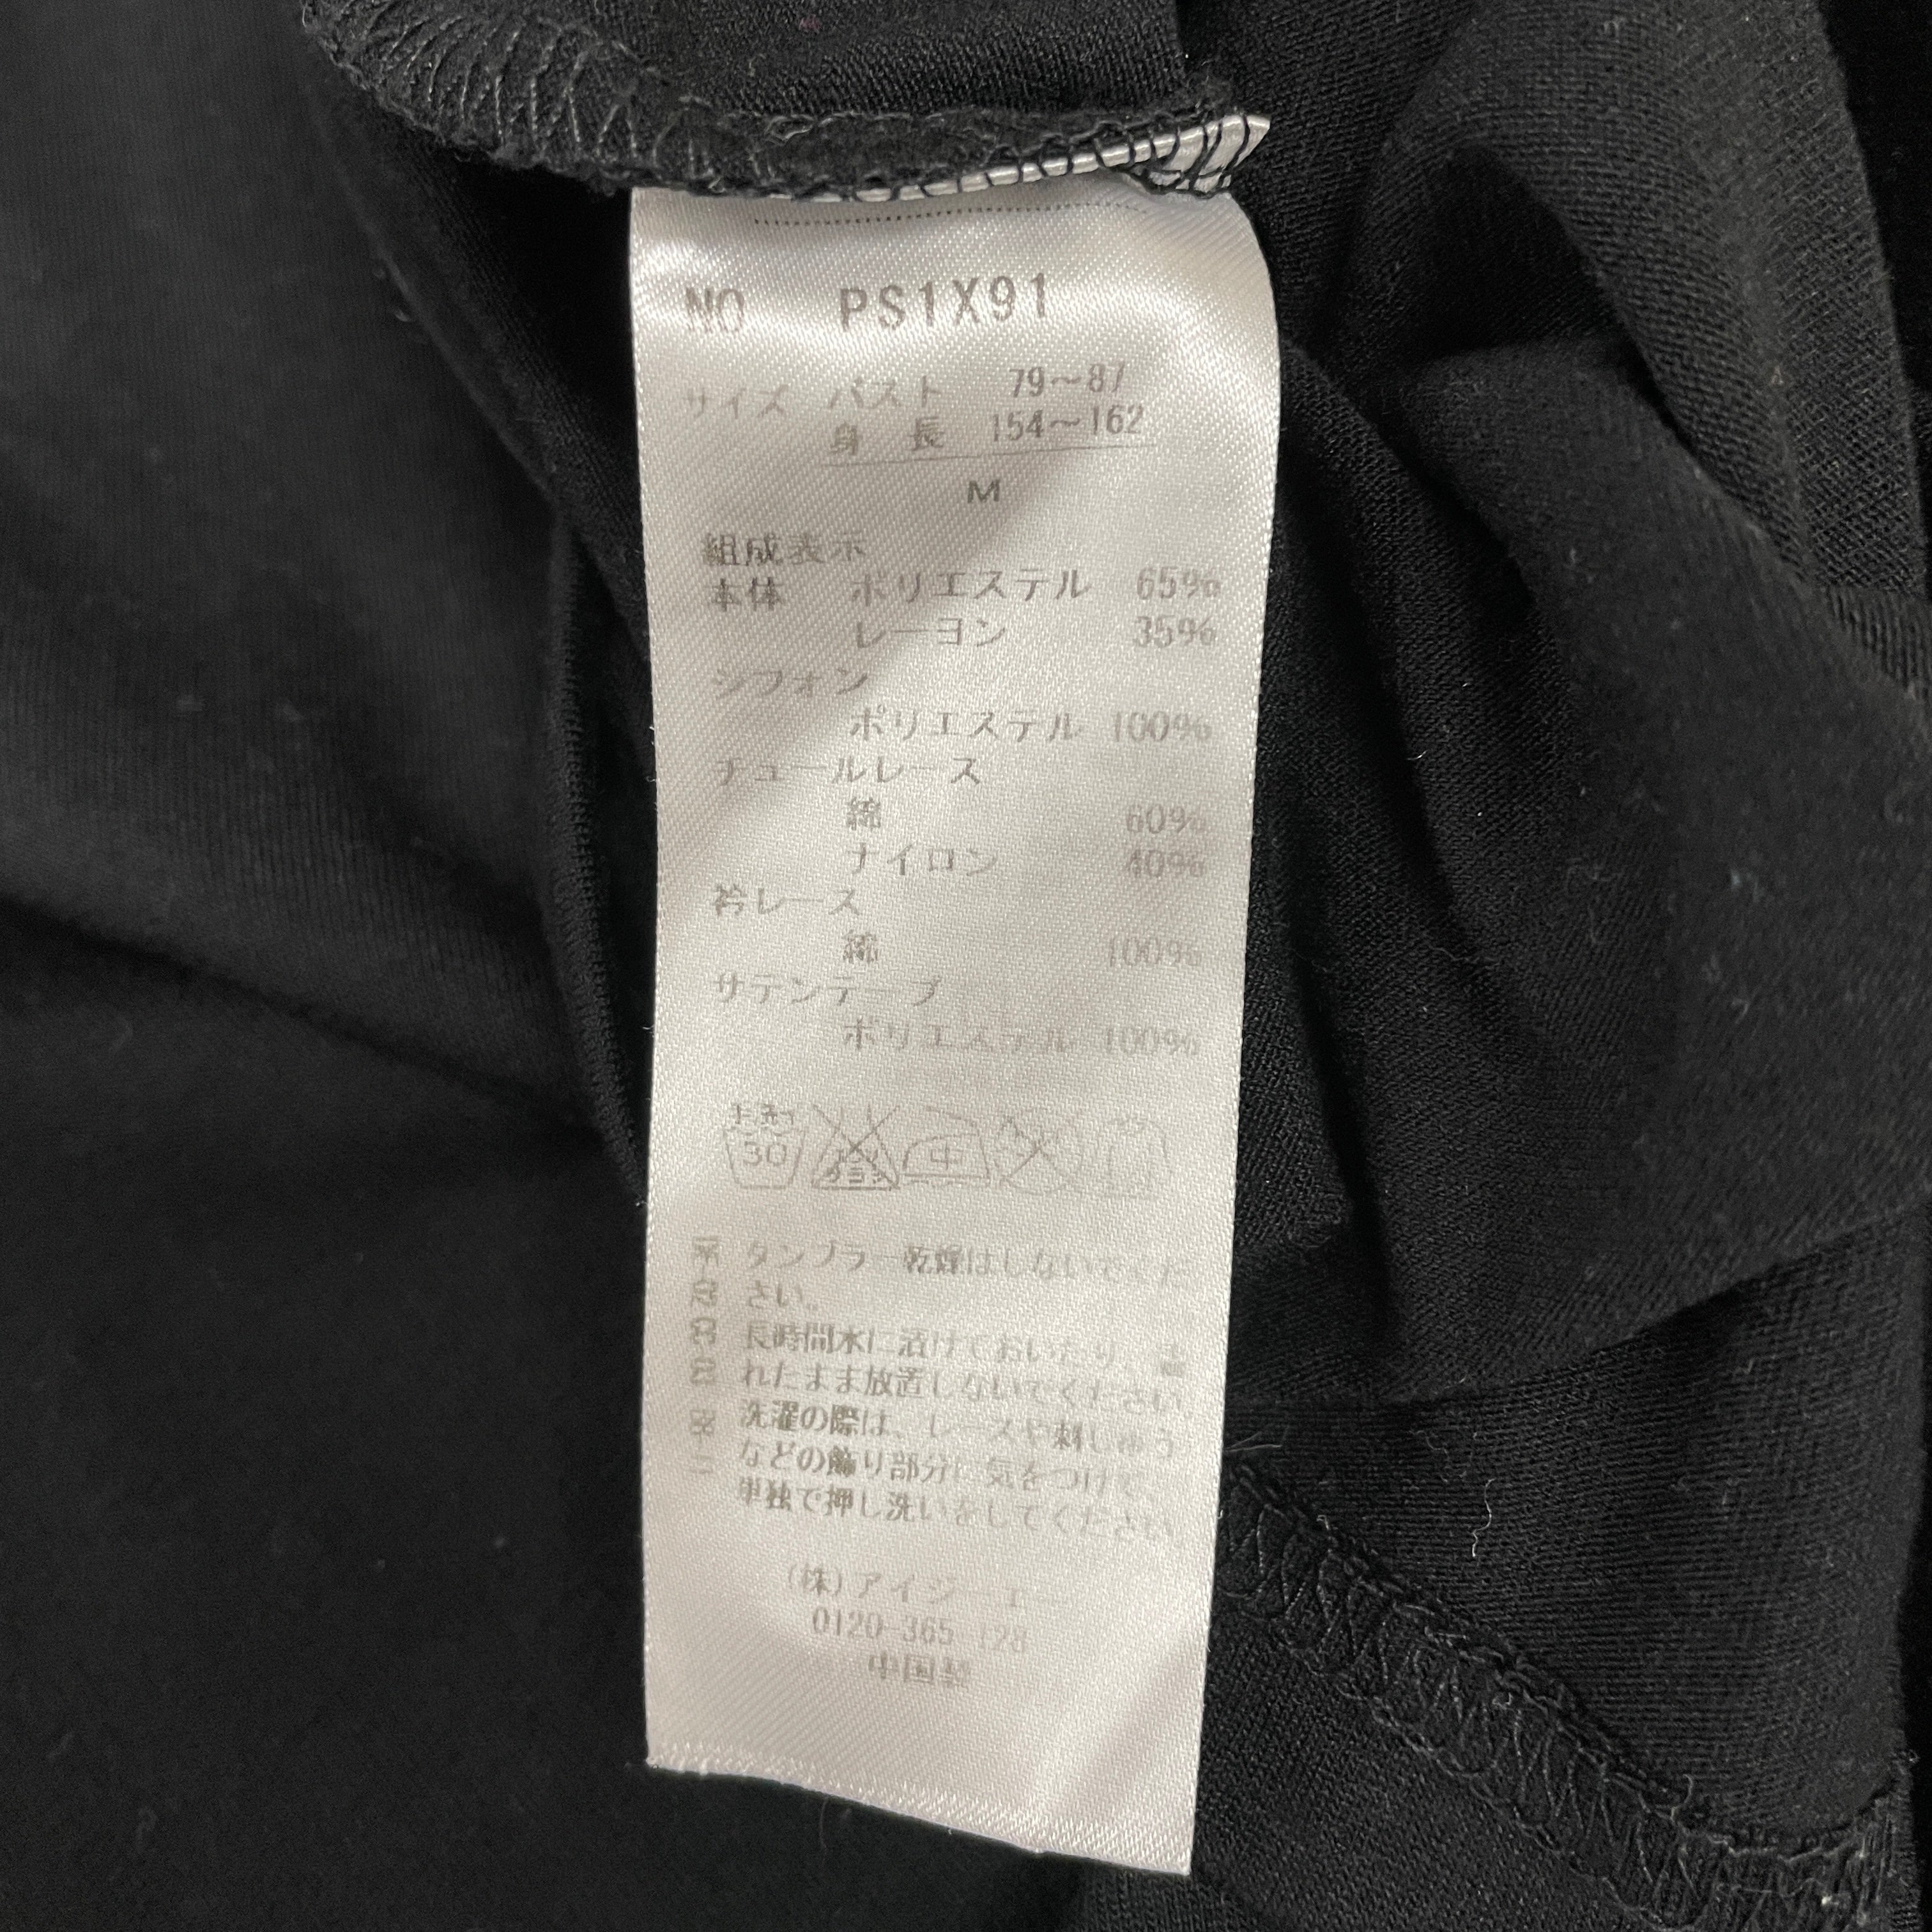 NO PS1X91
サイズ バスト 79～87
身 長 154～162
M
組成表示
本体 ポリエステル 65%
レーヨン 35%
シフォン
ポリエステル 100%
チュールレース
綿 60%
ナイロン 40%
衿レース
綿 100%
サテンテープ
ポリエステル 100%
30 エンソ サラシ 中
タンブラー乾燥はしないでくだ
さい。
長時間水に漬けておいたり、
れたまま放置しないでください
洗濯の際は、レースや刺しゅう
などの飾り部分に気をつけて、
単独で押し洗いをしてください
(株)アイジーエー
0120-365-128
中国製